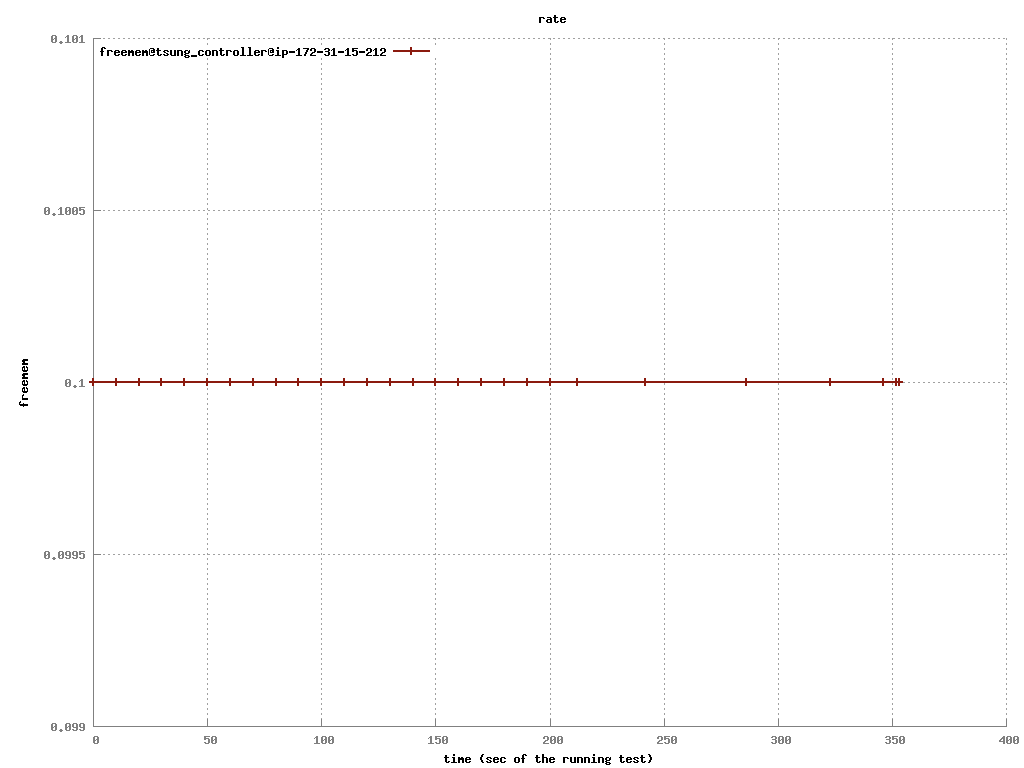 rate
0.101
freemem@tsung_controller@ip-172-31-15-212
0.1005
0.1
0.0995
0.099
freemem
0 50 100 150 200 250 300 350 400
time (sec of the running test)